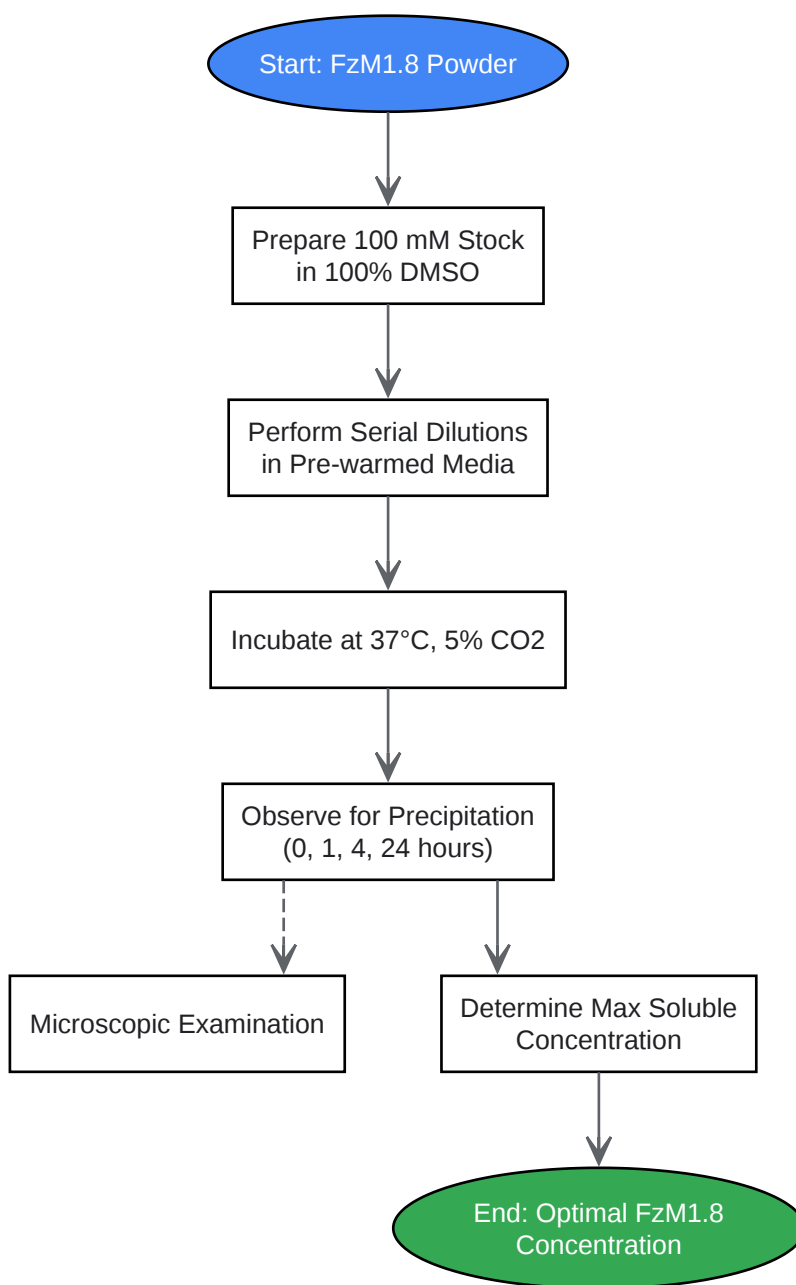 Start: FzM1.8 Powder
Prepare 100 mM Stock
in 100% DMSO
Perform Serial Dilutions
in Pre-warmed Media
Incubate at 37°C, 5% CO2
Observe for Precipitation
(0, 1, 4, 24 hours)
Microscopic Examination
Determine Max Soluble
Concentration
End: Optimal FzM1.8
Concentration